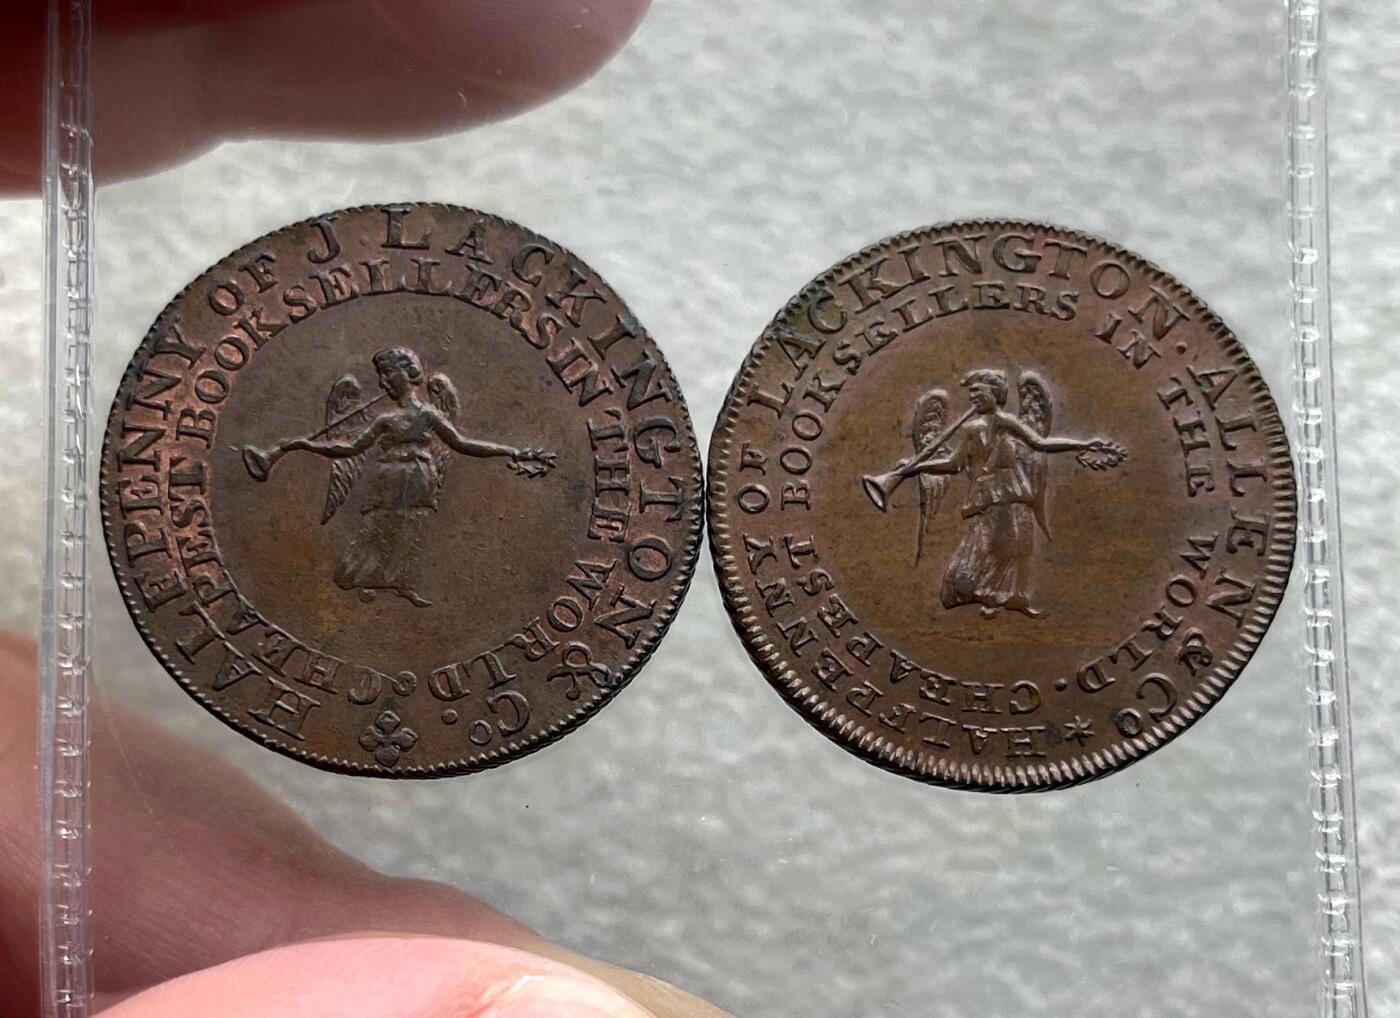 HALFPENNY OF J. LACKINGTON & Co.
CHEAPEST BOOKSELLERS IN THE WORLD.
HALFPENNY OF LACKINGTON. ALLEN & Co
CHEAPEST BOOKSELLERS IN THE WORLD.